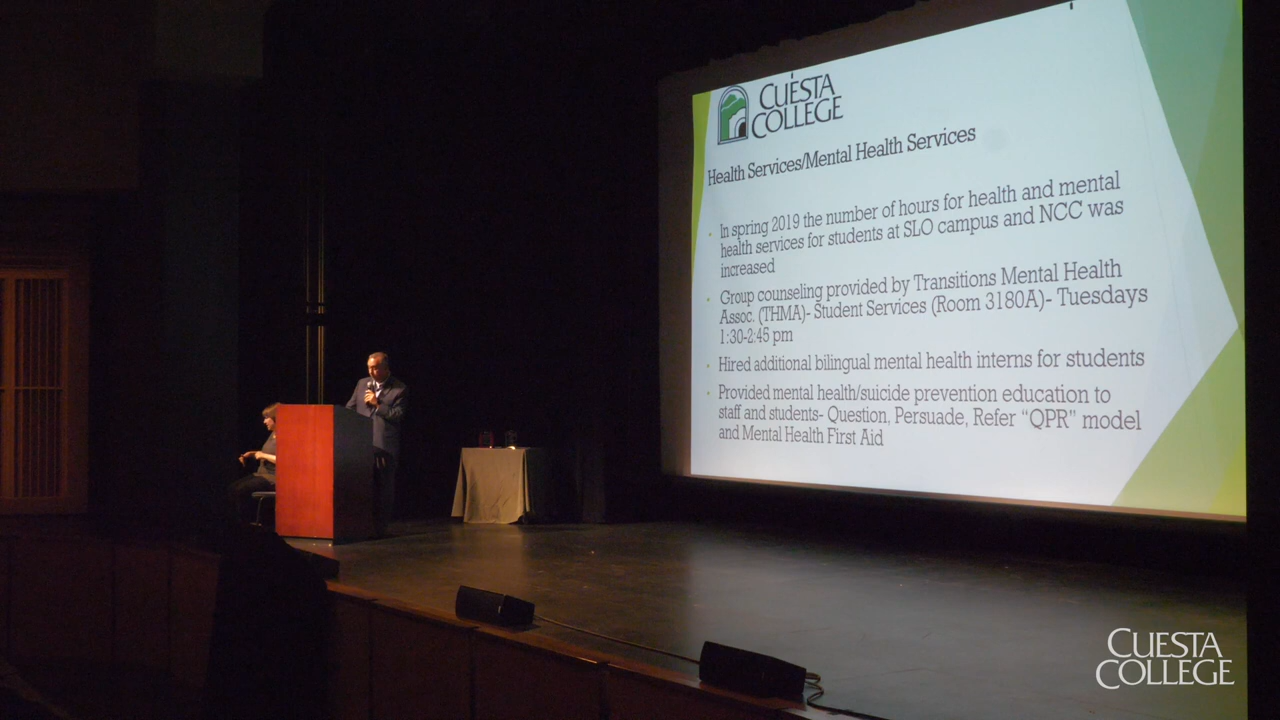 CUESTA
COLLEGE
Health Services/Mental Health Services
In spring 2019 the number of hours for health and mental
health services for students at SLO campus and NCC was
increased
Group counseling provided by Transitions Mental Health
Assoc. (THMA)- Student Services (Room 3180A)- Tuesdays
1:30-2:45 pm
Hired additional bilingual mental health interns for students
Provided mental health/suicide prevention education to
staff and students- Question, Persuade, Refer “QPR” model
and Mental Health First Aid
CUESTA
COLLEGE